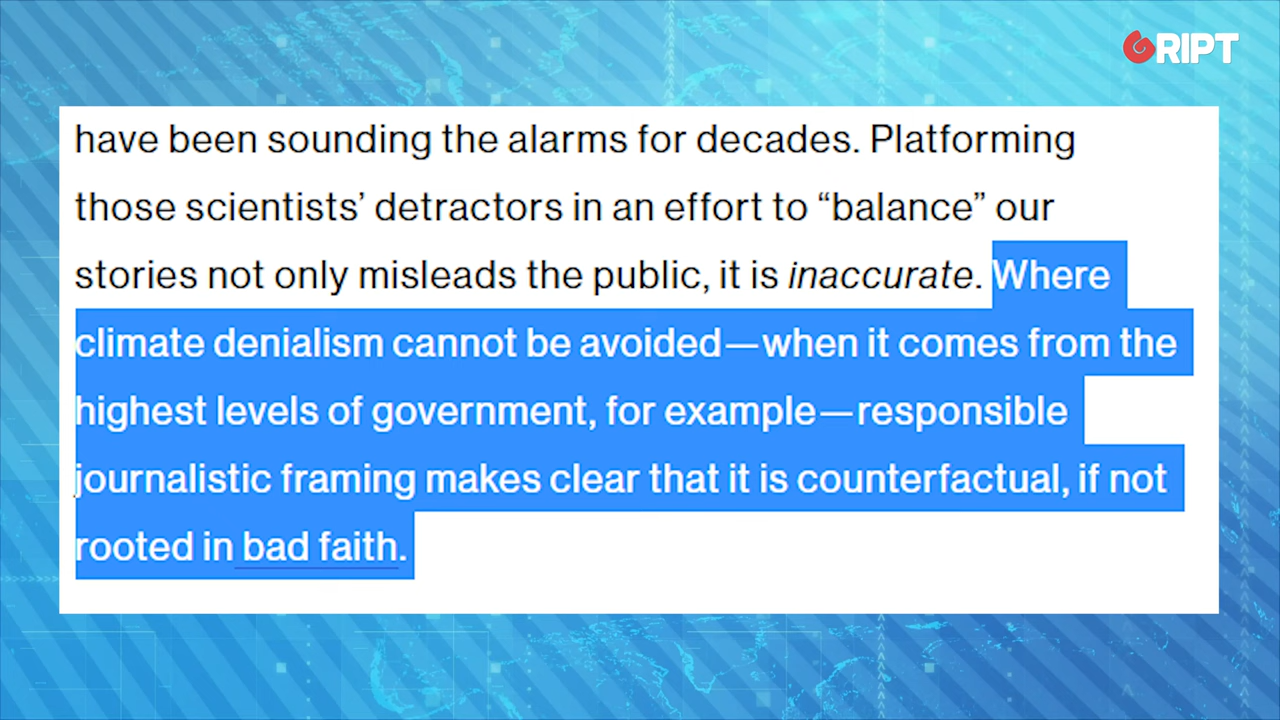 GRIPT
have been sounding the alarms for decades. Platforming
those scientists’ detractors in an effort to “balance” our
stories not only misleads the public, it is inaccurate. Where
climate denialism cannot be avoided—when it comes from the
highest levels of government, for example—responsible
journalistic framing makes clear that it is counterfactual, if not
rooted in bad faith.